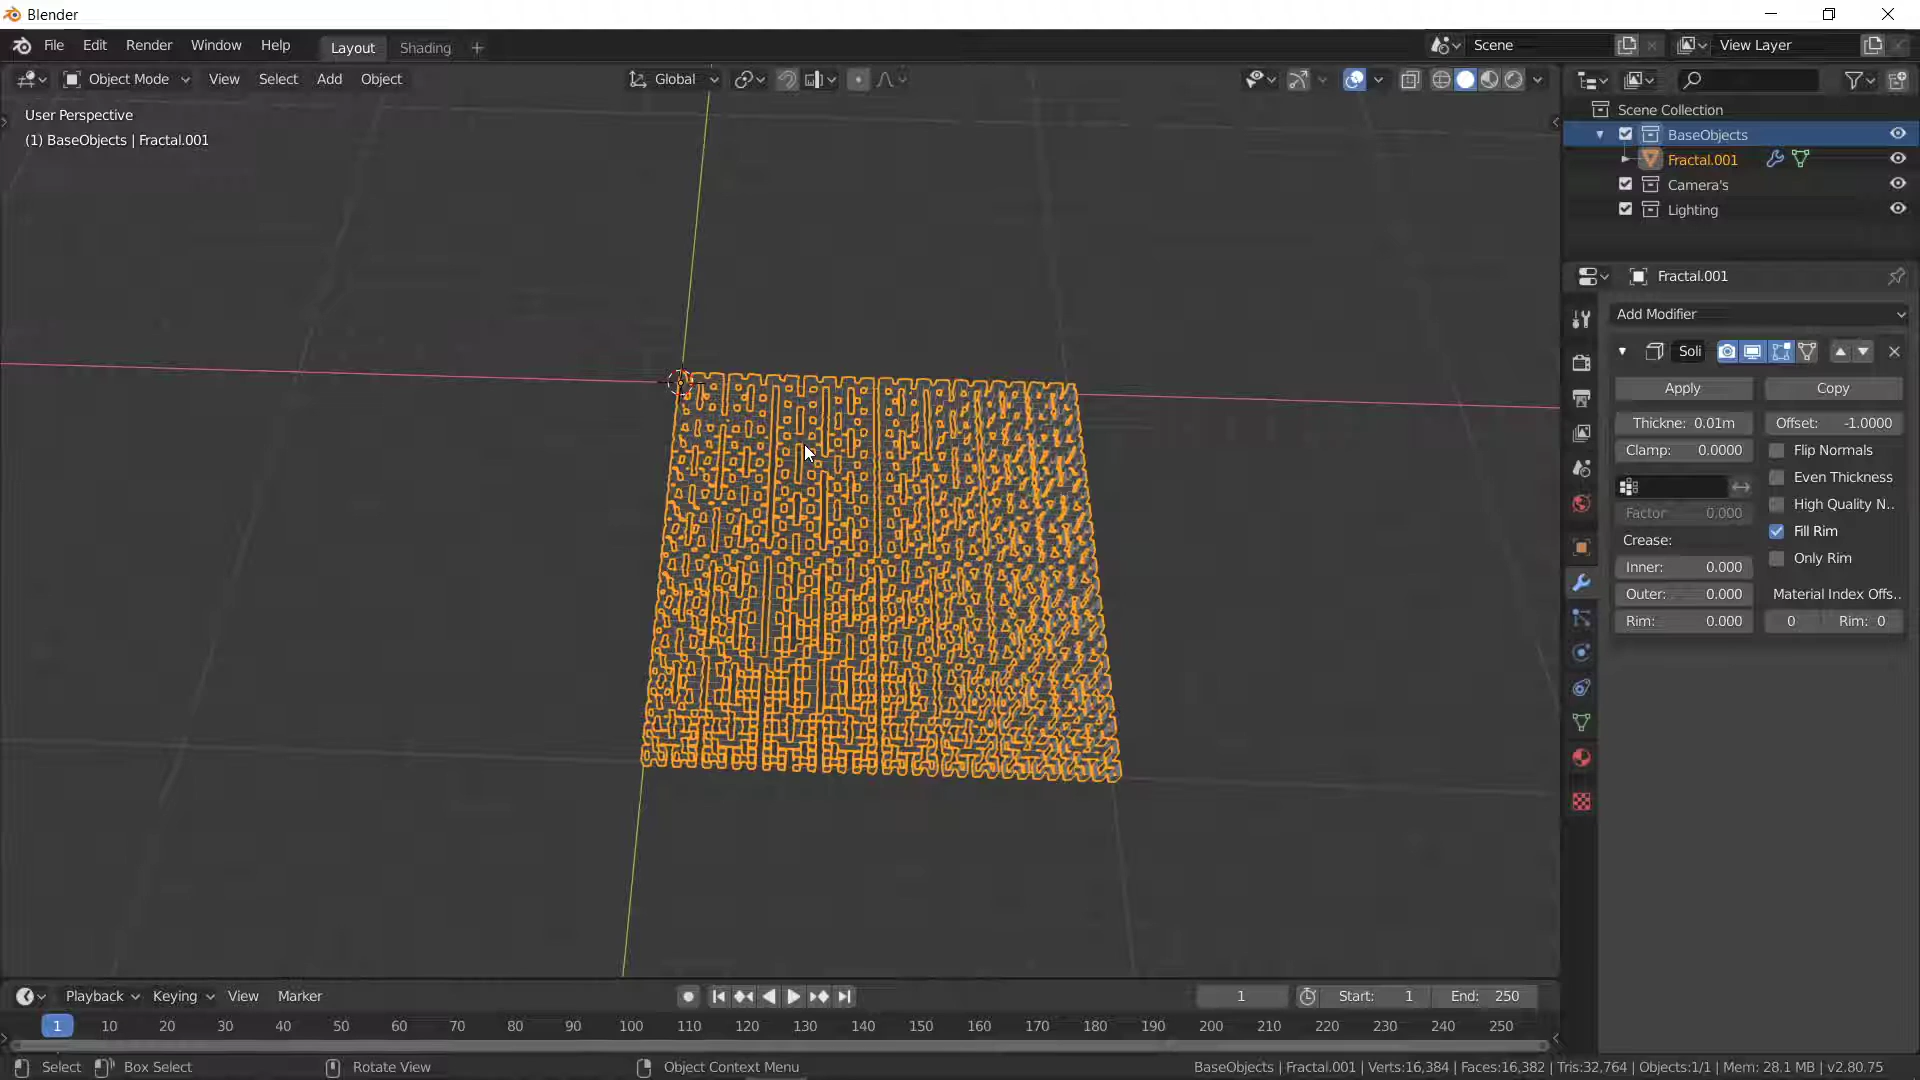 Blender
File Edit Render Window Help Layout Shading + Scene View Layer
Object Mode View Select Add Object Global
User Perspective
(1) BaseObjects | Fractal.001
Scene Collection
BaseObjects
Fractal.001
Camera's
Lighting
Fractal.001
Add Modifier
Soli
Apply Copy
Thickne: 0.01m Offset: -1.0000
Clamp: 0.0000 Flip Normals
Even Thickness
High Quality N..
Factor 0.000
Fill Rim
Crease:
Only Rim
Inner: 0.000
Outer: 0.000 Material Index Offs..
Rim: 0.000 0 Rim: 0
Playback Keying View Marker 1 Start: 1 End: 250
1 10 20 30 40 50 60 70 80 90 100 110 120 130 140 150 160 170 180 190 200 210 220 230 240 250
Select Box Select Rotate View Object Context Menu BaseObjects | Fractal.001 | Verts:16,384 | Faces:16,382 | Tris:32,764 | Objects:1/1 | Mem: 28.1 MB | v2.80.75